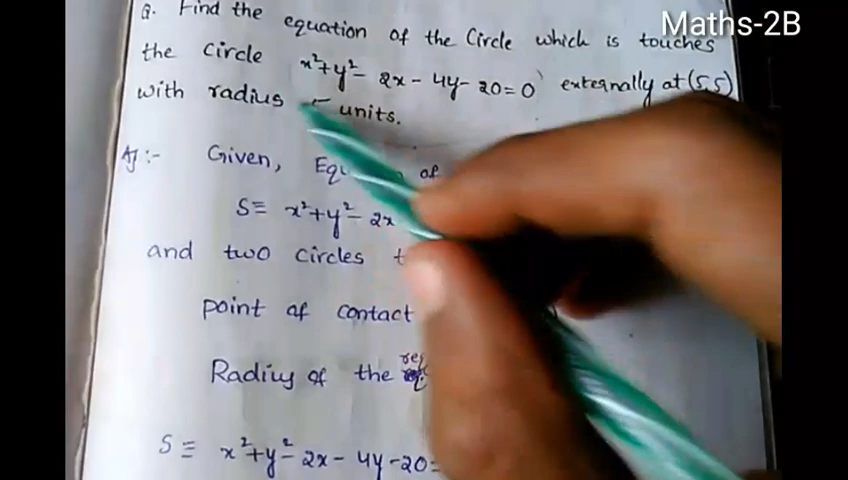 Maths-2B
Q. Find the equation of the Circle which is touches
the Circle x²+y²- 2x - 4y - 20 = 0 externally at (5,5)
with radius units.
A) :- Given, of
S≡ x²+y²- 2x
and two circles
point of contact
Radius of the
S ≡ x²+y²- 2x - 4y - 20 =